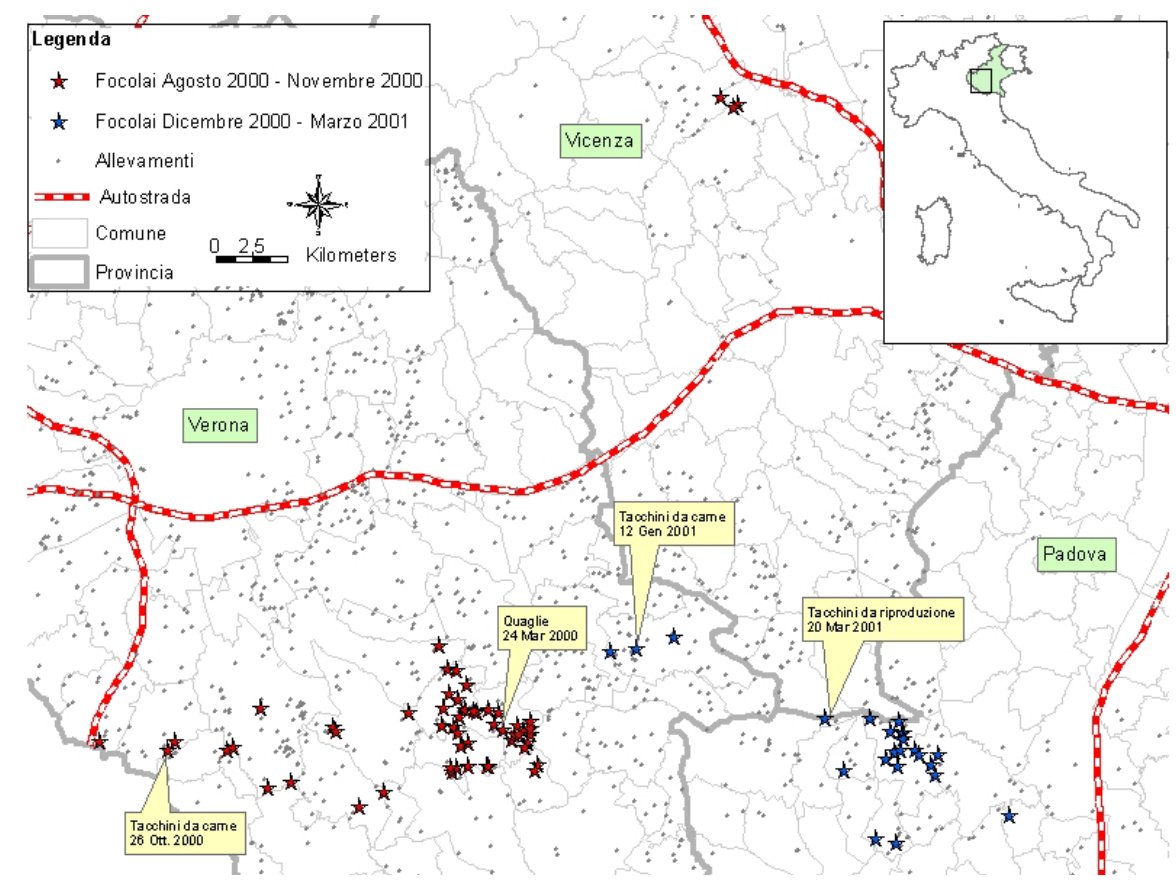 Legenda
Focolai Agosto 2000 - Novembre 2000
Focolai Dicembre 2000 - Marzo 2001
Allevamenti
Autostrada
Comune
0 2,5
Kilometers
Provincia
Vicenza
Verona
Tacchini da carne
12 Gen 2001
Padova
Quaglie
24 Mar 2000
Tacchini da riproduzione
20 Mar 2001
Tacchini da carne
26 Ott. 2000